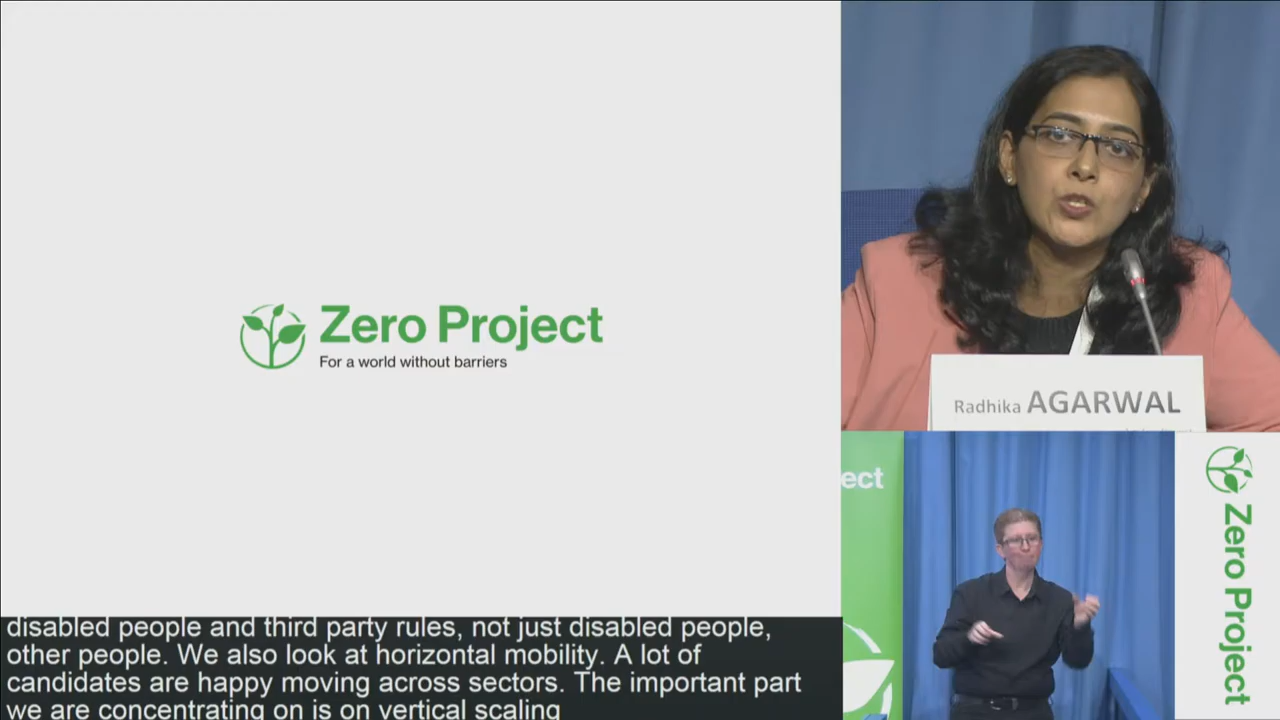 Zero Project
For a world without barriers
Radhika AGARWAL
ect
Zero Project
disabled people and third party rules, not just disabled people,
other people. We also look at horizontal mobility. A lot of
candidates are happy moving across sectors. The important part
we are concentrating on is on vertical scaling